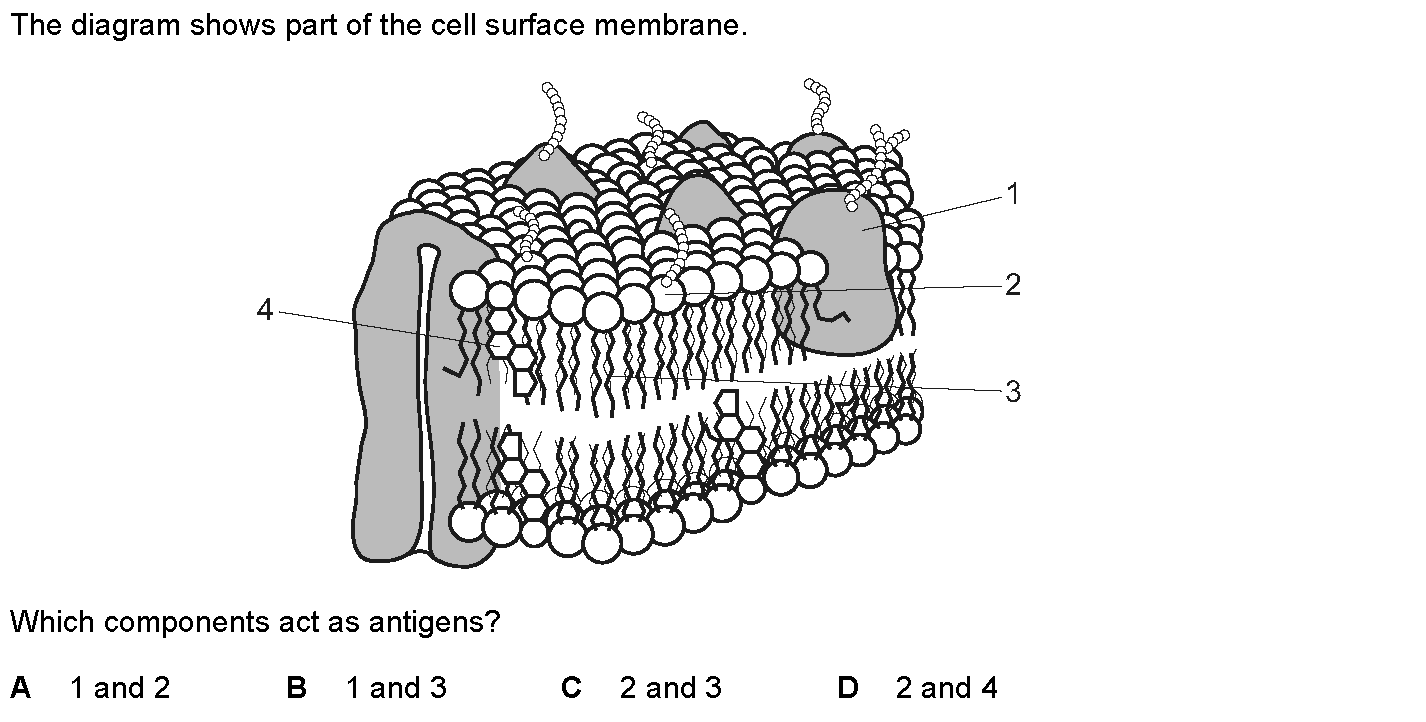 The diagram shows part of the cell surface membrane.
1
2
4
3
Which components act as antigens?
A 1 and 2 B 1 and 3 C 2 and 3 D 2 and 4